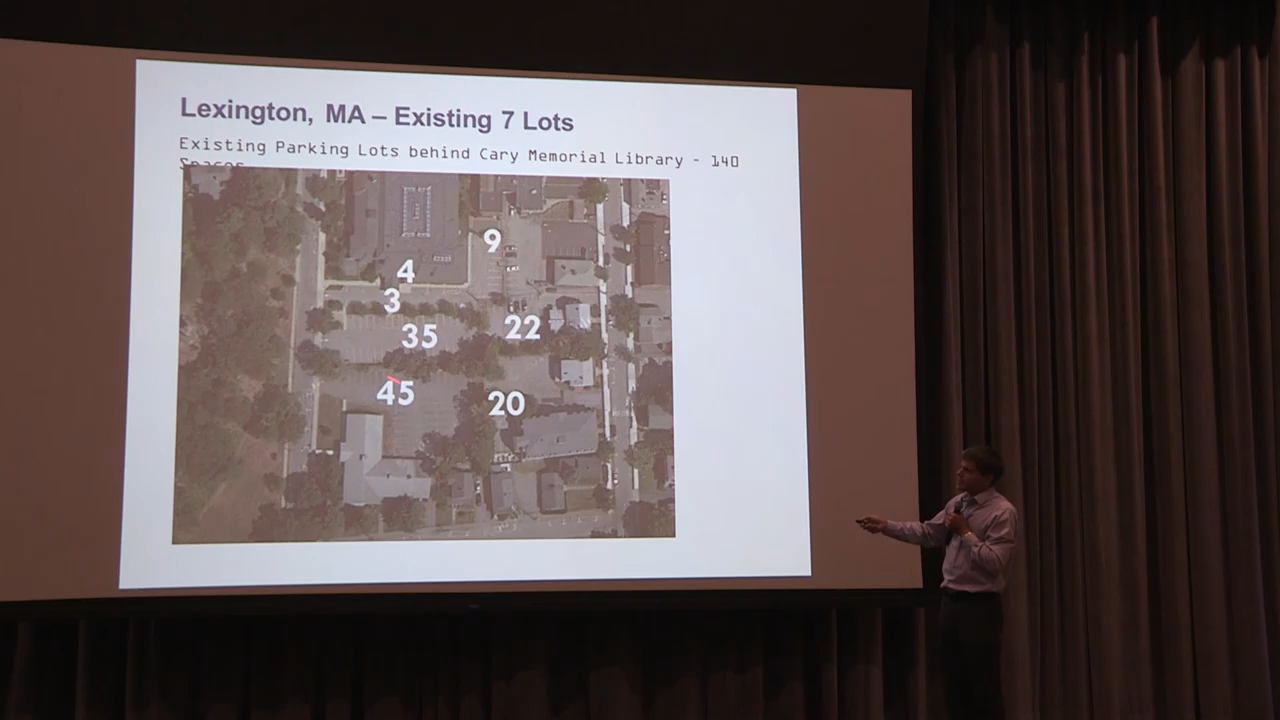 Lexington, MA – Existing 7 Lots
Existing Parking Lots behind Cary Memorial Library - 140
Spaces
9
4
3
35
22
45
20